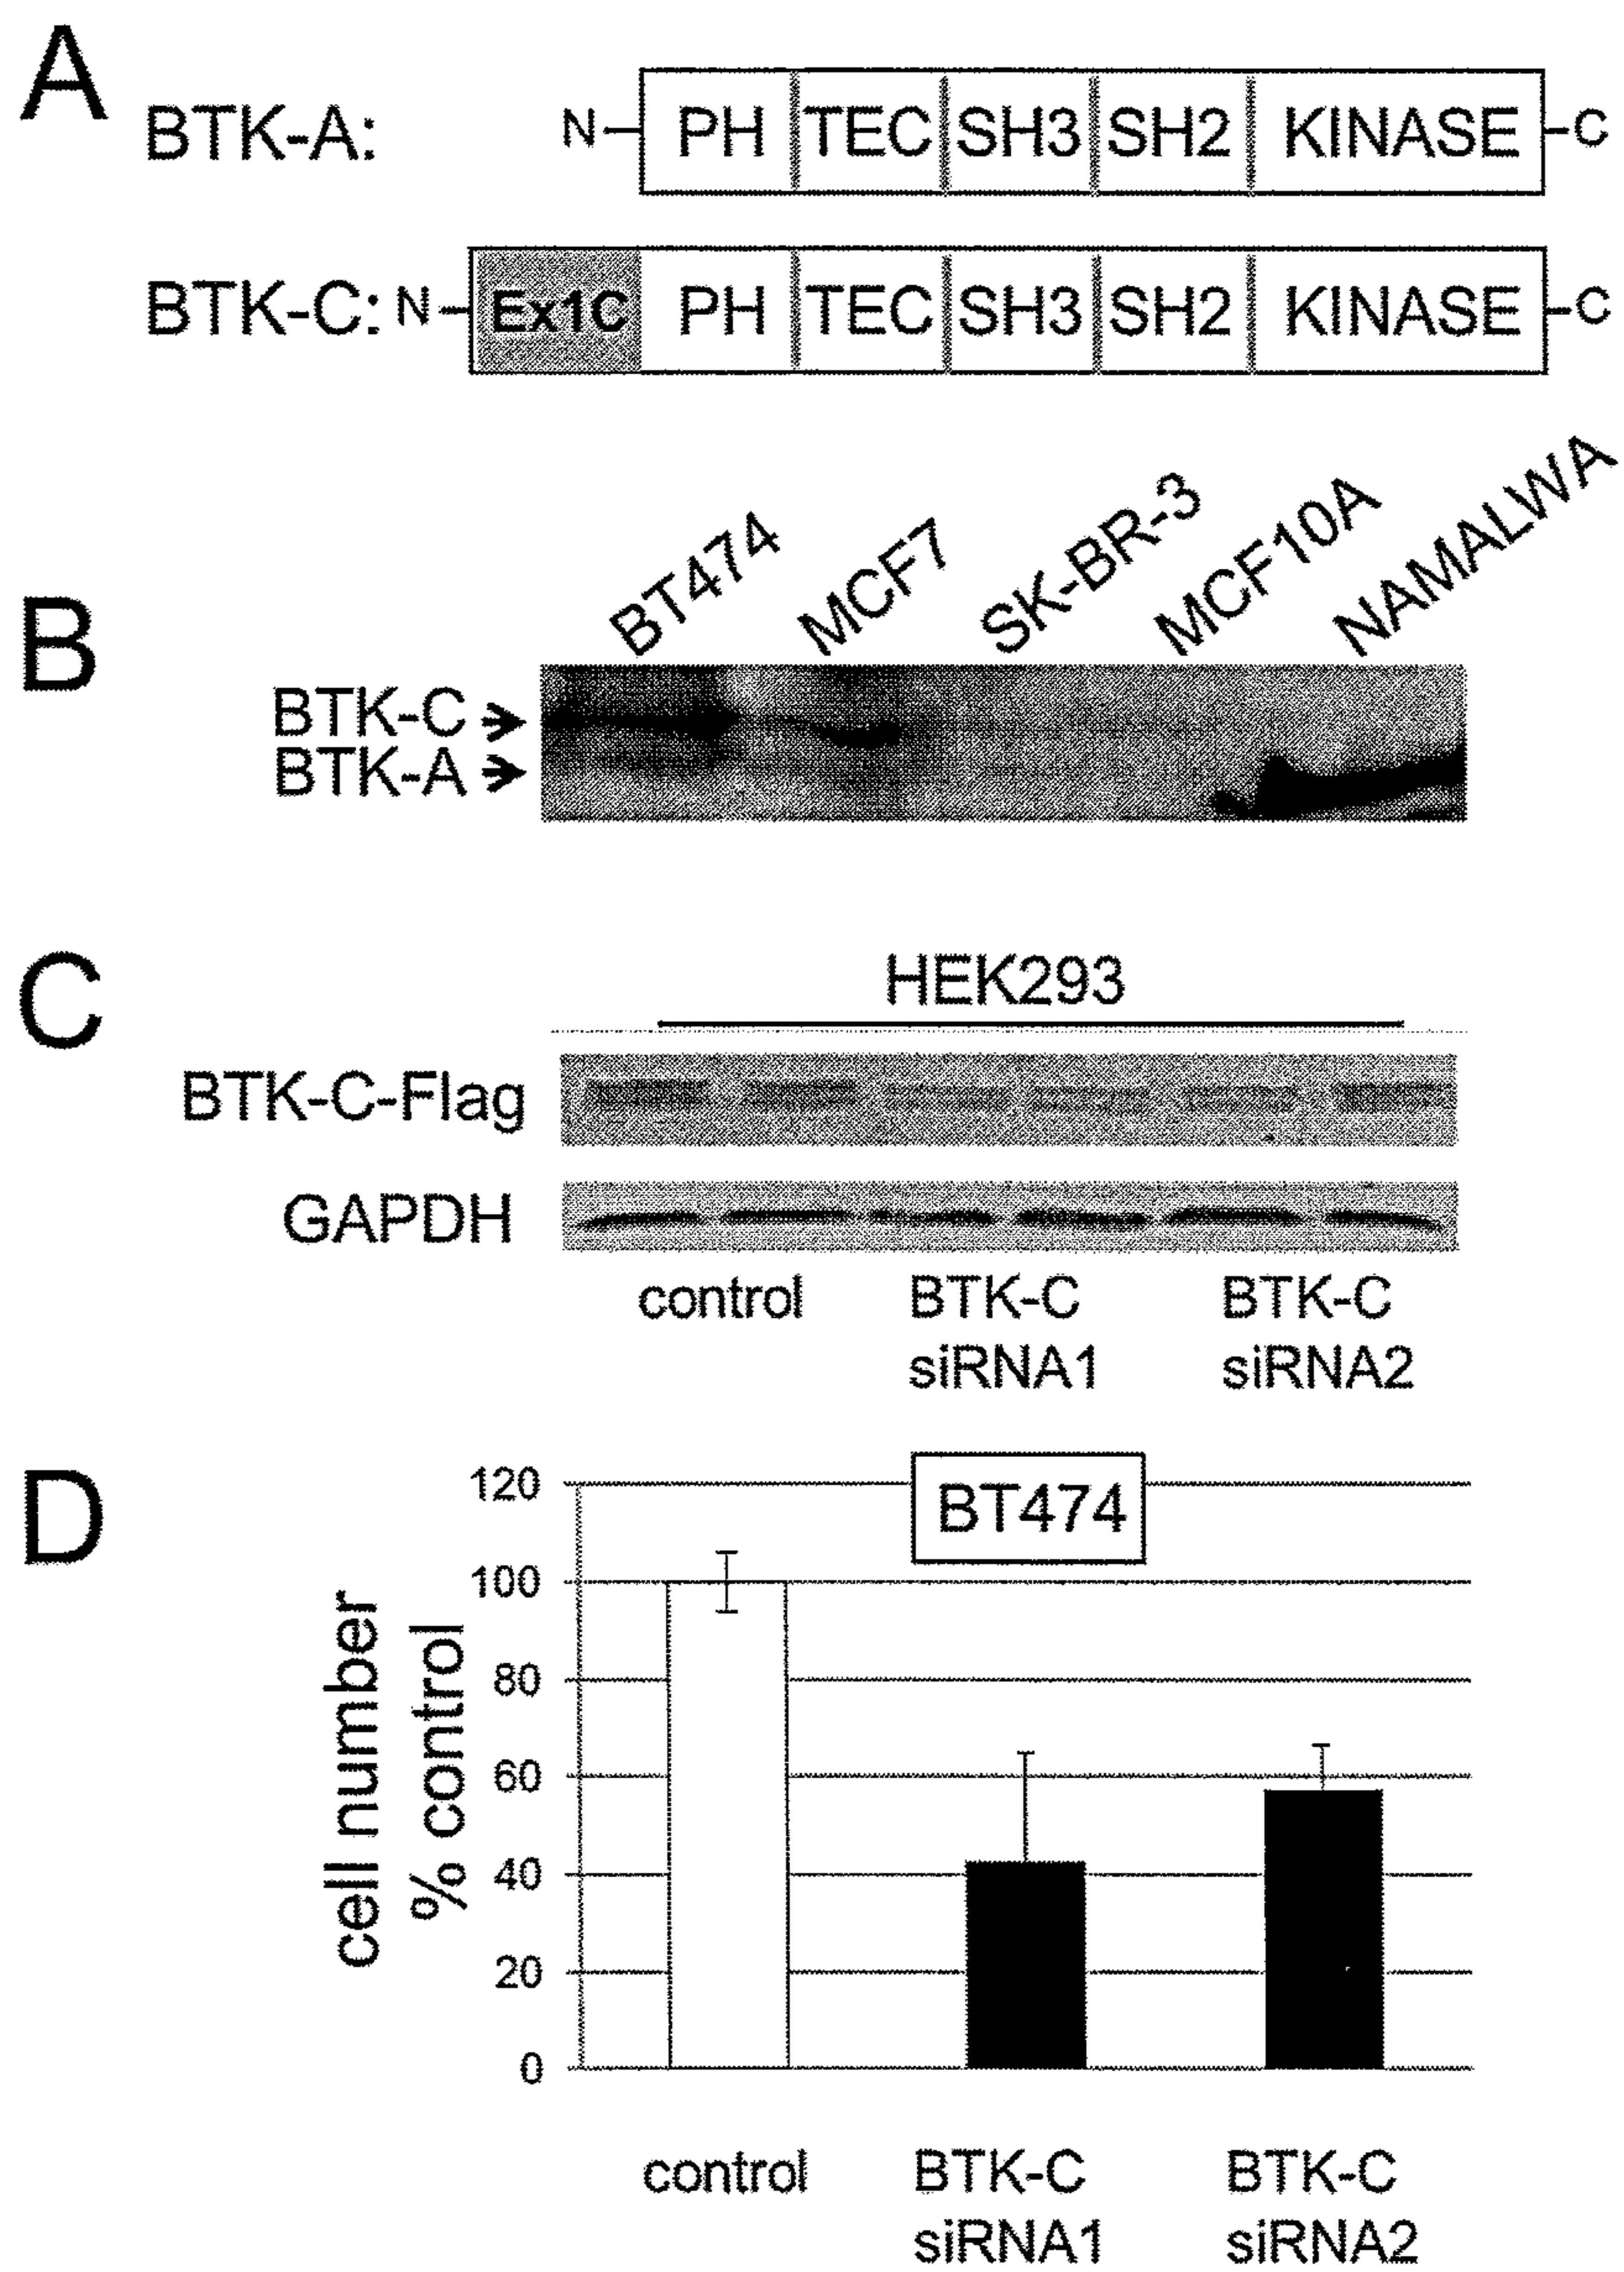 A
BTK-A: N PH TEC SH3 SH2 KINASE C
BTK-C: N Ex1C PH TEC SH3 SH2 KINASE C
B
BT474 MCF7 SK-BR-3 MCF10A NAMALWA
BTK-C
BTK-A
C
HEK293
BTK-C-Flag
GAPDH
control BTK-C BTK-C
siRNA1 siRNA2
D
BT474
cell number
% control
120
100
80
60
40
20
0
control BTK-C BTK-C
siRNA1 siRNA2